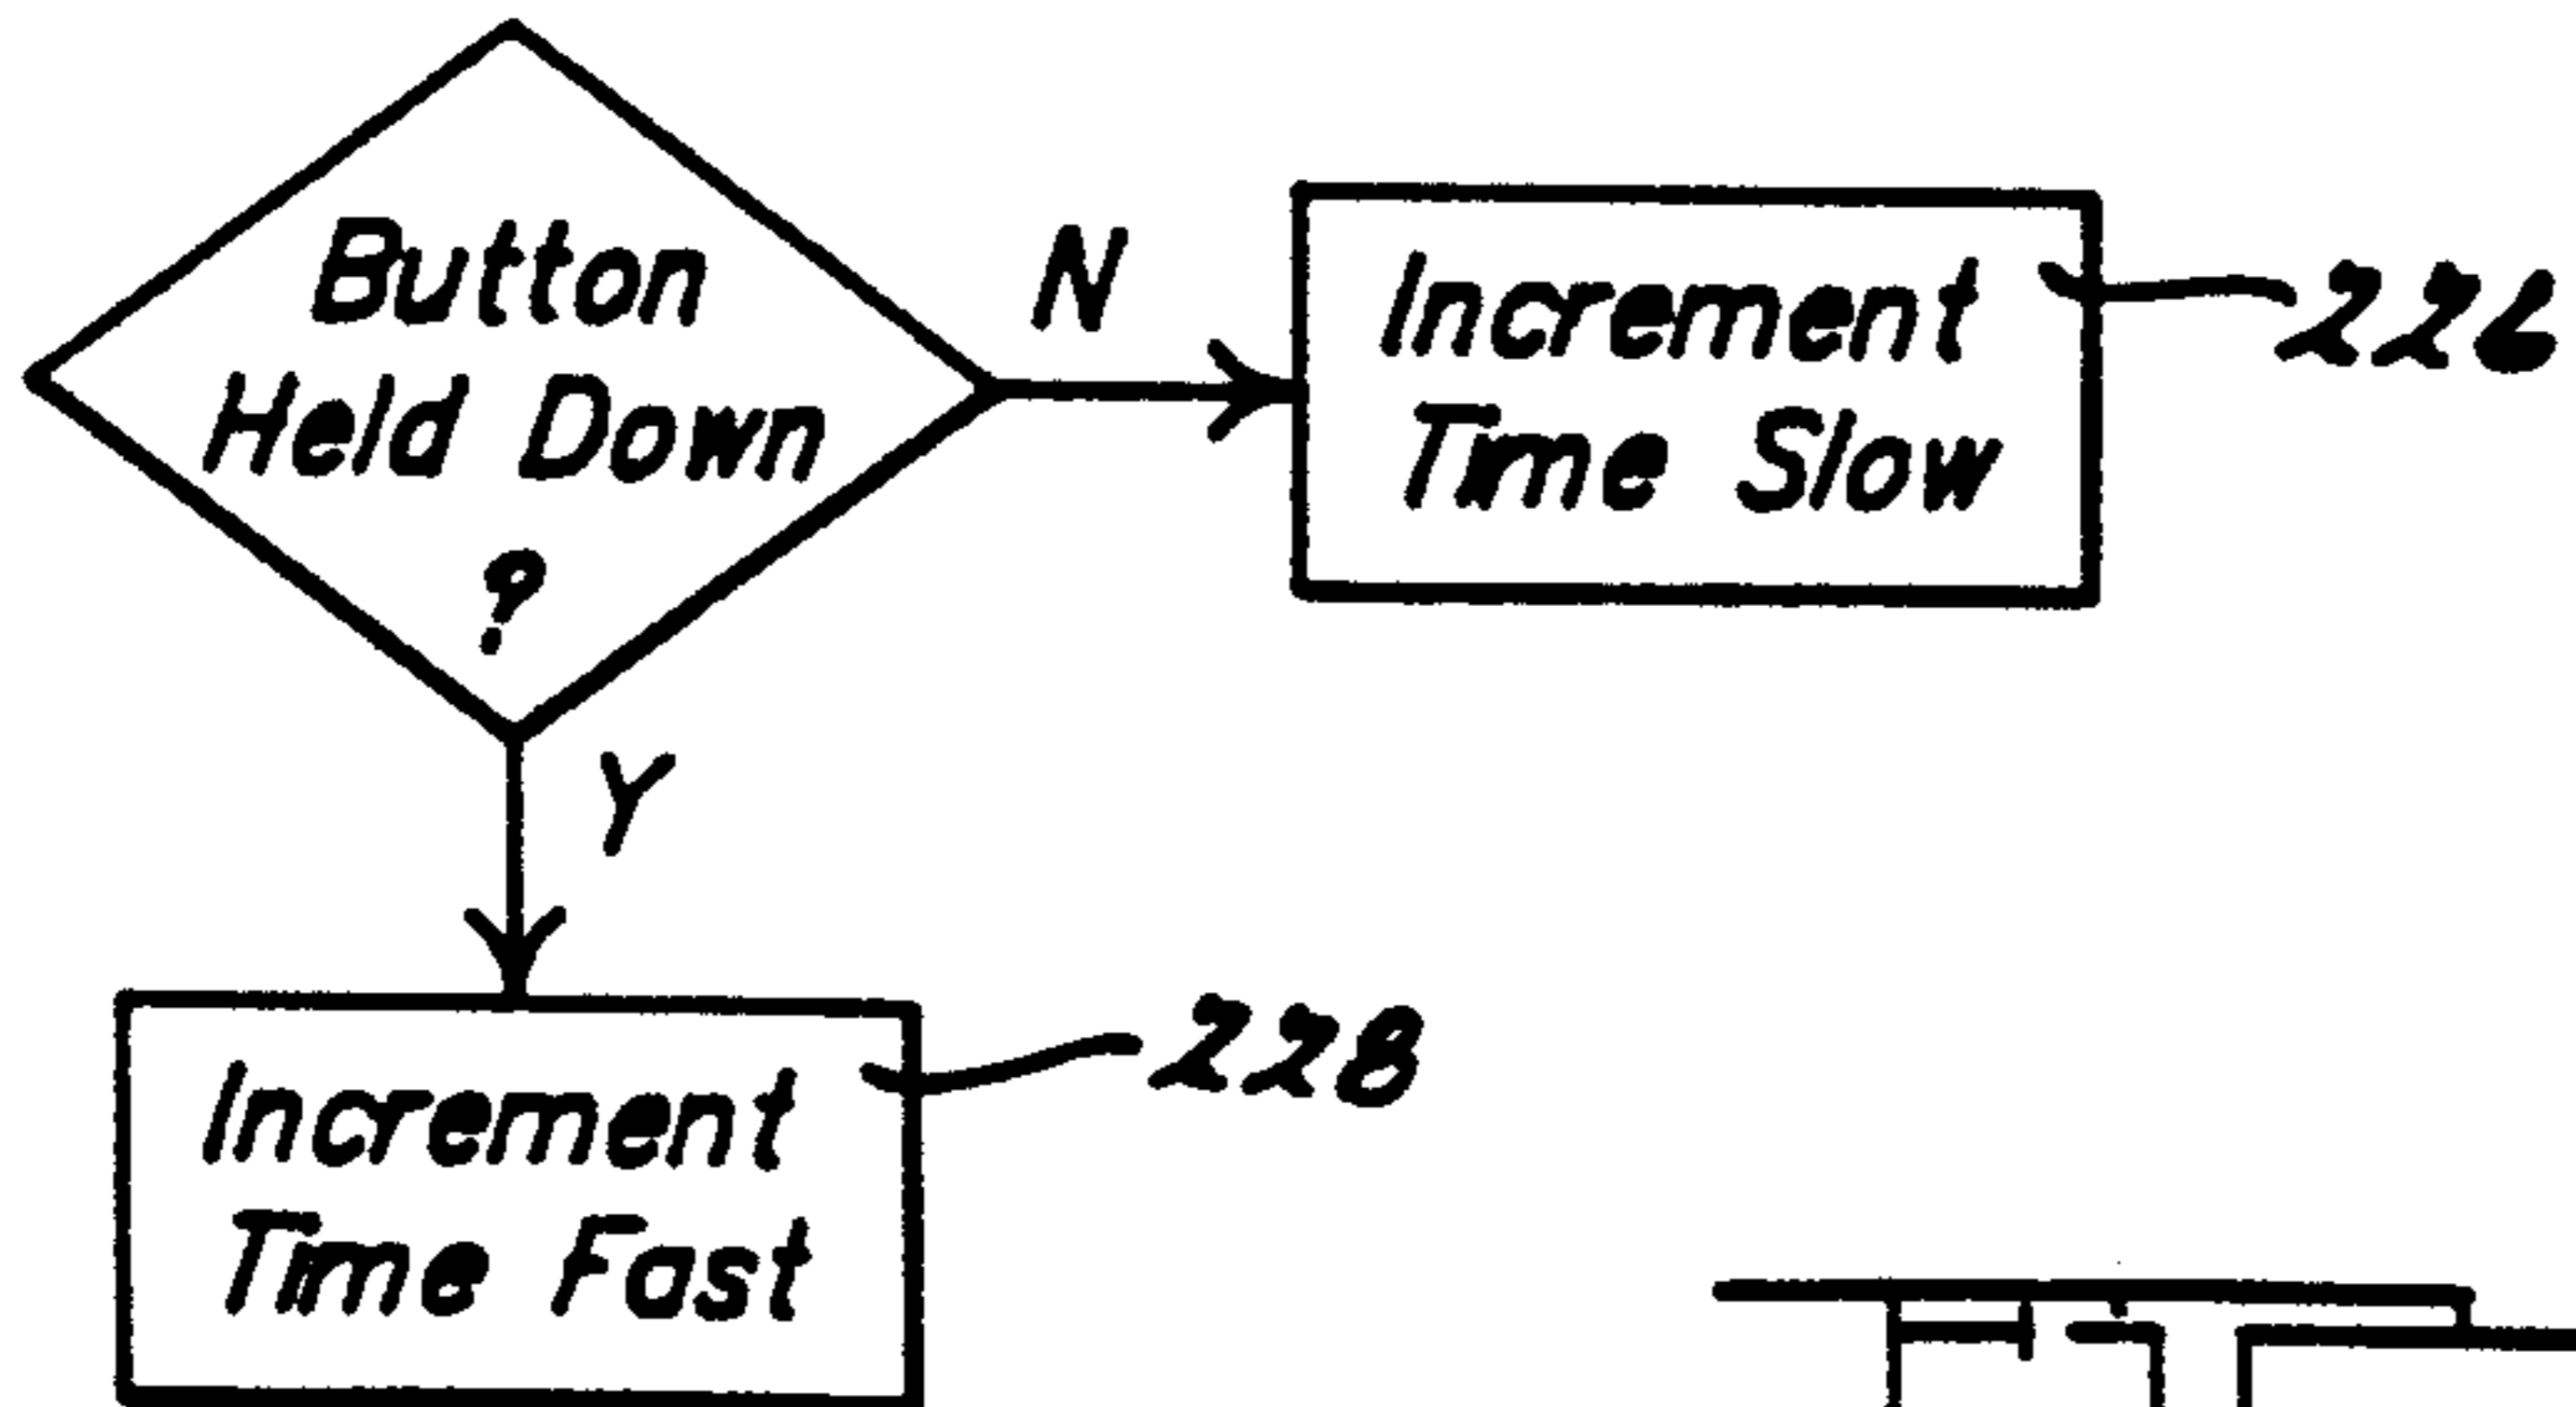 Button
Held Down
?
N
Increment
Time Slow
226
Y
Increment
Time Fast
228